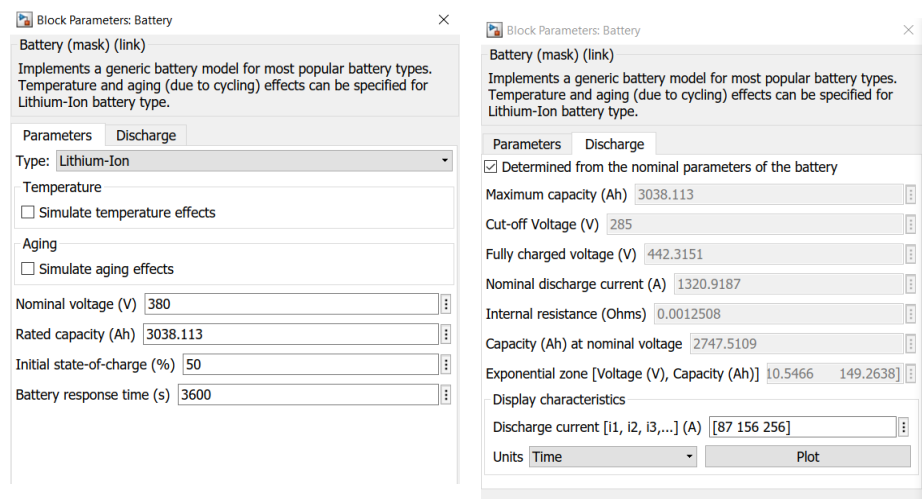 Block Parameters: Battery
Battery (mask) (link)
Implements a generic battery model for most popular battery types.
Temperature and aging (due to cycling) effects can be specified for
Lithium-Ion battery type.
Parameters Discharge
Type: Lithium-Ion
Temperature
Simulate temperature effects
Aging
Simulate aging effects
Nominal voltage (V) 380
Rated capacity (Ah) 3038.113
Initial state-of-charge (%) 50
Battery response time (s) 3600
Block Parameters: Battery
Battery (mask) (link)
Implements a generic battery model for most popular battery types.
Temperature and aging (due to cycling) effects can be specified for
Lithium-Ion battery type.
Parameters Discharge
Determined from the nominal parameters of the battery
Maximum capacity (Ah) 3038.113
Cut-off Voltage (V) 285
Fully charged voltage (V) 442.3151
Nominal discharge current (A) 1320.9187
Internal resistance (Ohms) 0.0012508
Capacity (Ah) at nominal voltage 2747.5109
Exponential zone [Voltage (V), Capacity (Ah)] 10.5466 149.2638]
Display characteristics
Discharge current [i1, i2, i3,...] (A) [87 156 256]
Units Time Plot